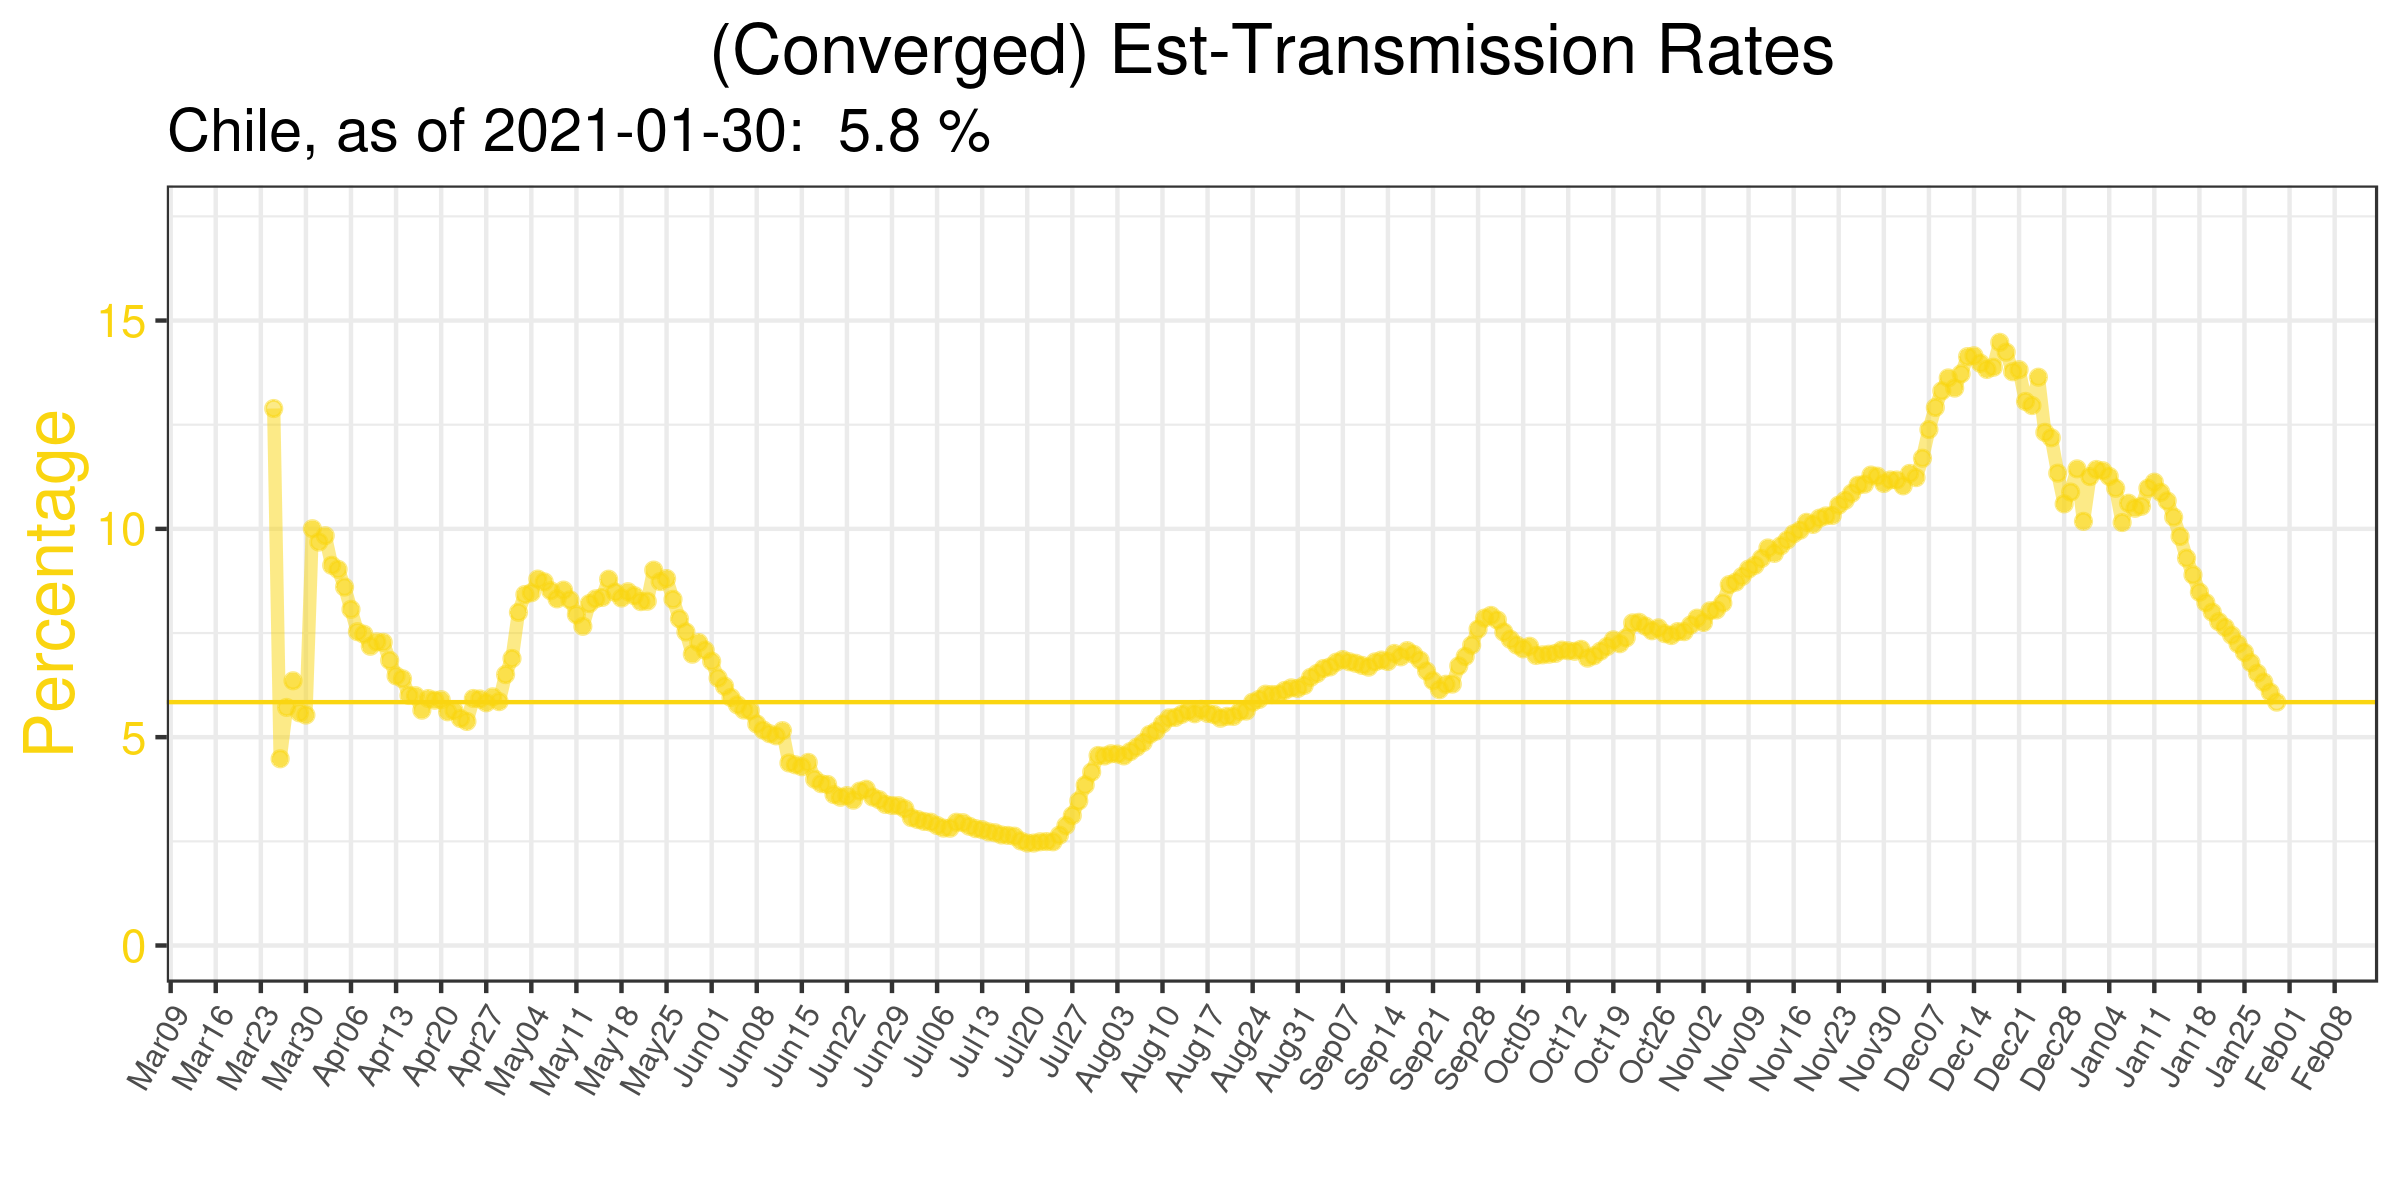 (Converged) Est-Transmission Rates
Chile, as of 2021-01-30:  5.8 %
Percentage
15
10
5
0
Mar09
Mar16
Mar23
Mar30
Apr06
Apr13
Apr20
Apr27
May04
May11
May18
May25
Jun01
Jun08
Jun15
Jun22
Jun29
Jul06
Jul13
Jul20
Jul27
Aug03
Aug10
Aug17
Aug24
Aug31
Sep07
Sep14
Sep21
Sep28
Oct05
Oct12
Oct19
Oct26
Nov02
Nov09
Nov16
Nov23
Nov30
Dec07
Dec14
Dec21
Dec28
Jan04
Jan11
Jan18
Jan25
Feb01
Feb08